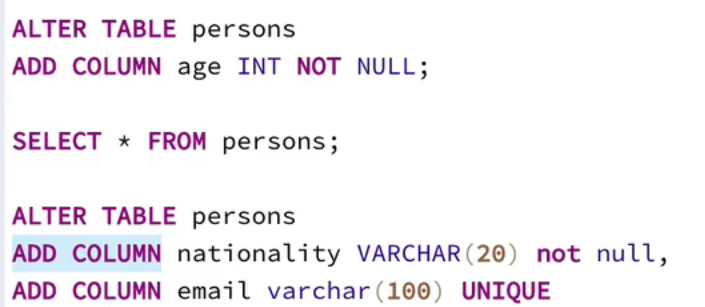 ALTER TABLE persons
ADD COLUMN age INT NOT NULL;
SELECT * FROM persons;
ALTER TABLE persons
ADD COLUMN nationality VARCHAR(20) not null,
ADD COLUMN email varchar(100) UNIQUE